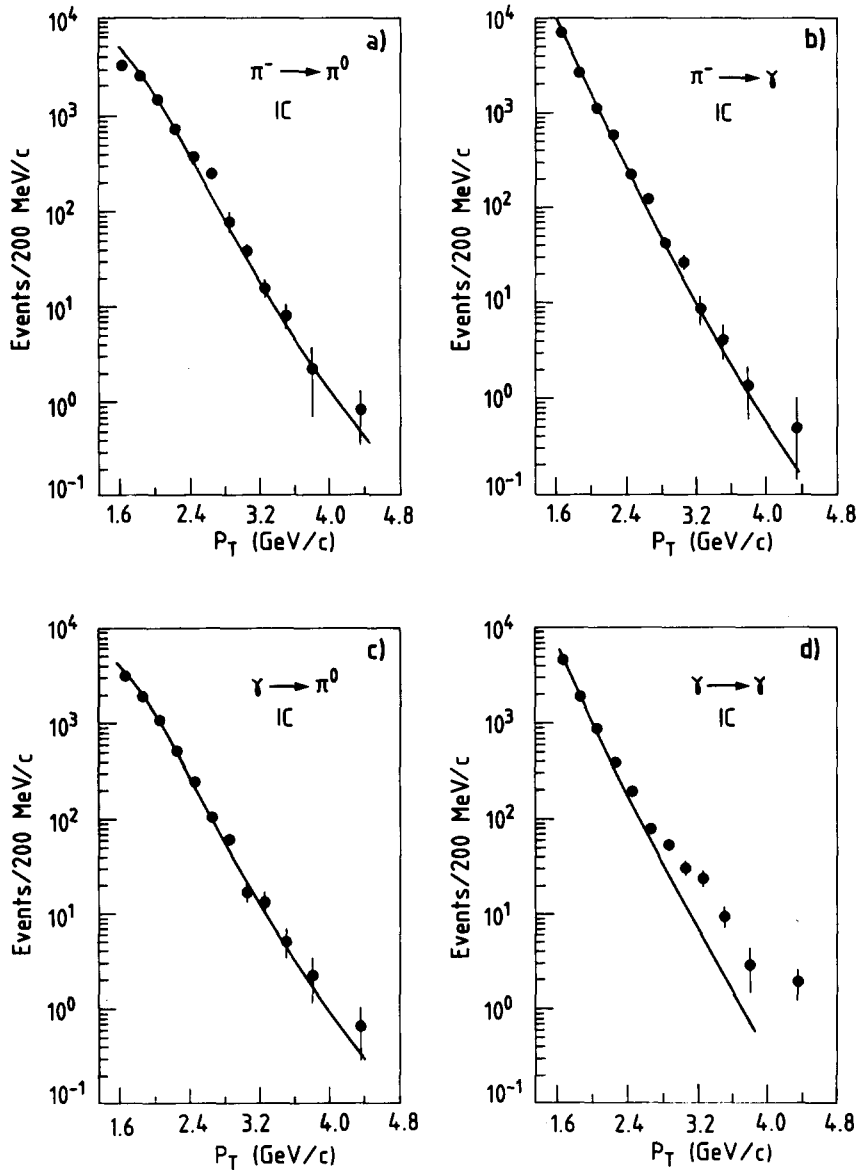 a)
π⁻ → π⁰
IC
Events/200 MeV/c
10⁴
10³
10²
10¹
10⁰
10⁻¹
1.6 2.4 3.2 4.0 4.8
P_T (GeV/c)
b)
π⁻ → γ
IC
Events/200 MeV/c
10⁴
10³
10²
10¹
10⁰
10⁻¹
1.6 2.4 3.2 4.0 4.8
P_T (GeV/c)
c)
γ → π⁰
IC
Events/200 MeV/c
10⁴
10³
10²
10¹
10⁰
10⁻¹
1.6 2.4 3.2 4.0 4.8
P_T (GeV/c)
d)
γ → γ
IC
Events/200 MeV/c
10⁴
10³
10²
10¹
10⁰
10⁻¹
1.6 2.4 3.2 4.0 4.8
P_T (GeV/c)